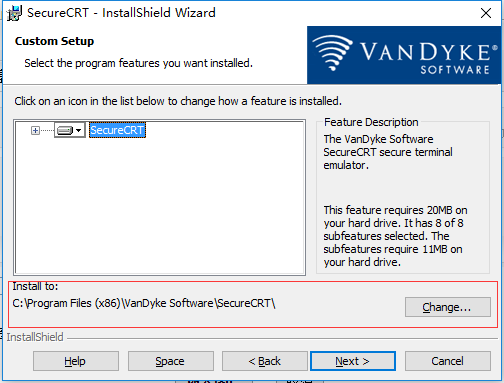 SecureCRT - InstallShield Wizard
Custom Setup
Select the program features you want installed.
VANDYKE
SOFTWARE
Click on an icon in the list below to change how a feature is installed.
SecureCRT
Feature Description
The VanDyke Software
SecureCRT secure terminal
emulator.
This feature requires 20MB on
your hard drive. It has 8 of 8
subfeatures selected. The
subfeatures require 11MB on
your hard drive.
Install to:
C:\Program Files (x86)\VanDyke Software\SecureCRT\
Change...
InstallShield
Help
Space
< Back
Next >
Cancel